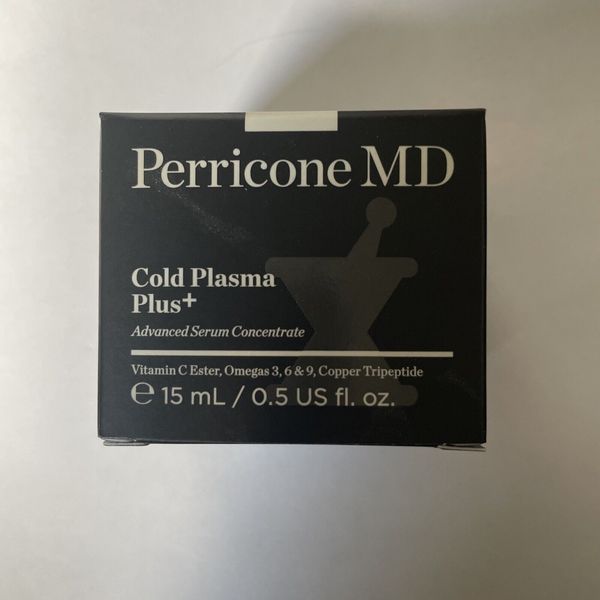 Perricone MD
Cold Plasma
Plus+
Advanced Serum Concentrate
Vitamin C Ester, Omegas 3, 6 & 9, Copper Tripeptide
℮ 15 mL / 0.5 US fl. oz.